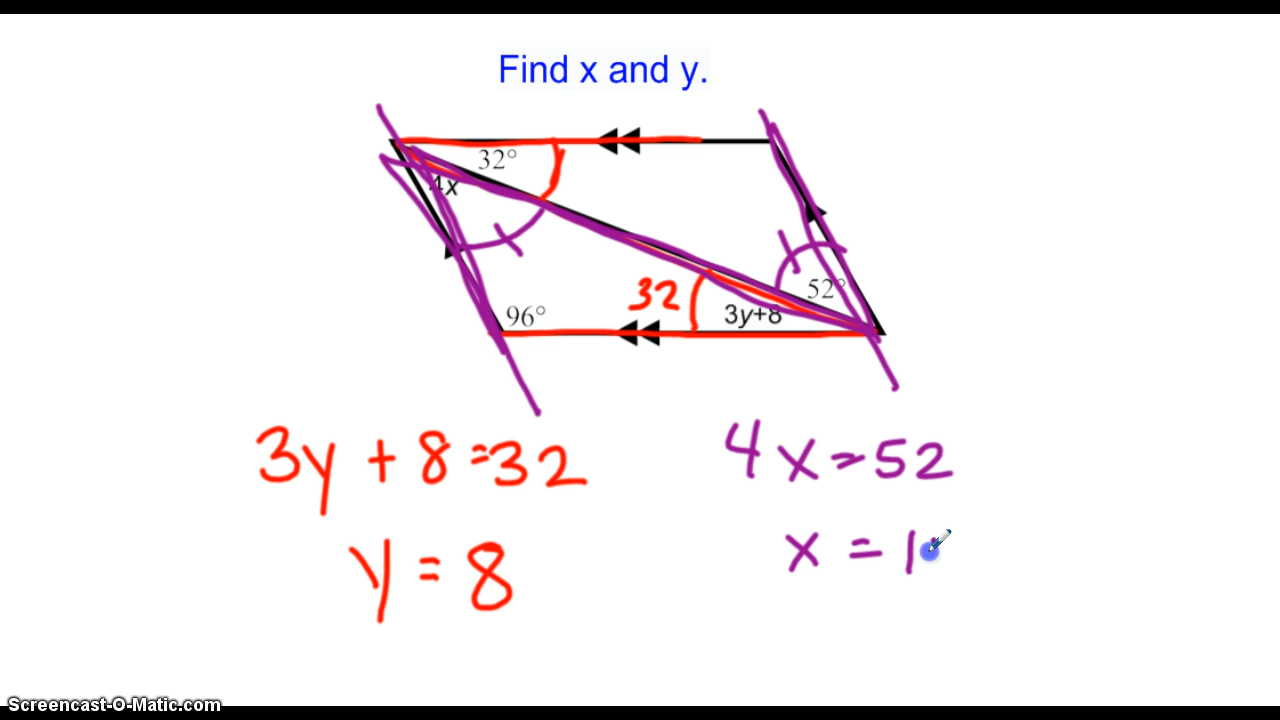 Find x and y.
32°
4x
32
52°
96°
3y+8
3y + 8 = 32
4x = 52
y = 8
x = 1
Screencast-O-Matic.com